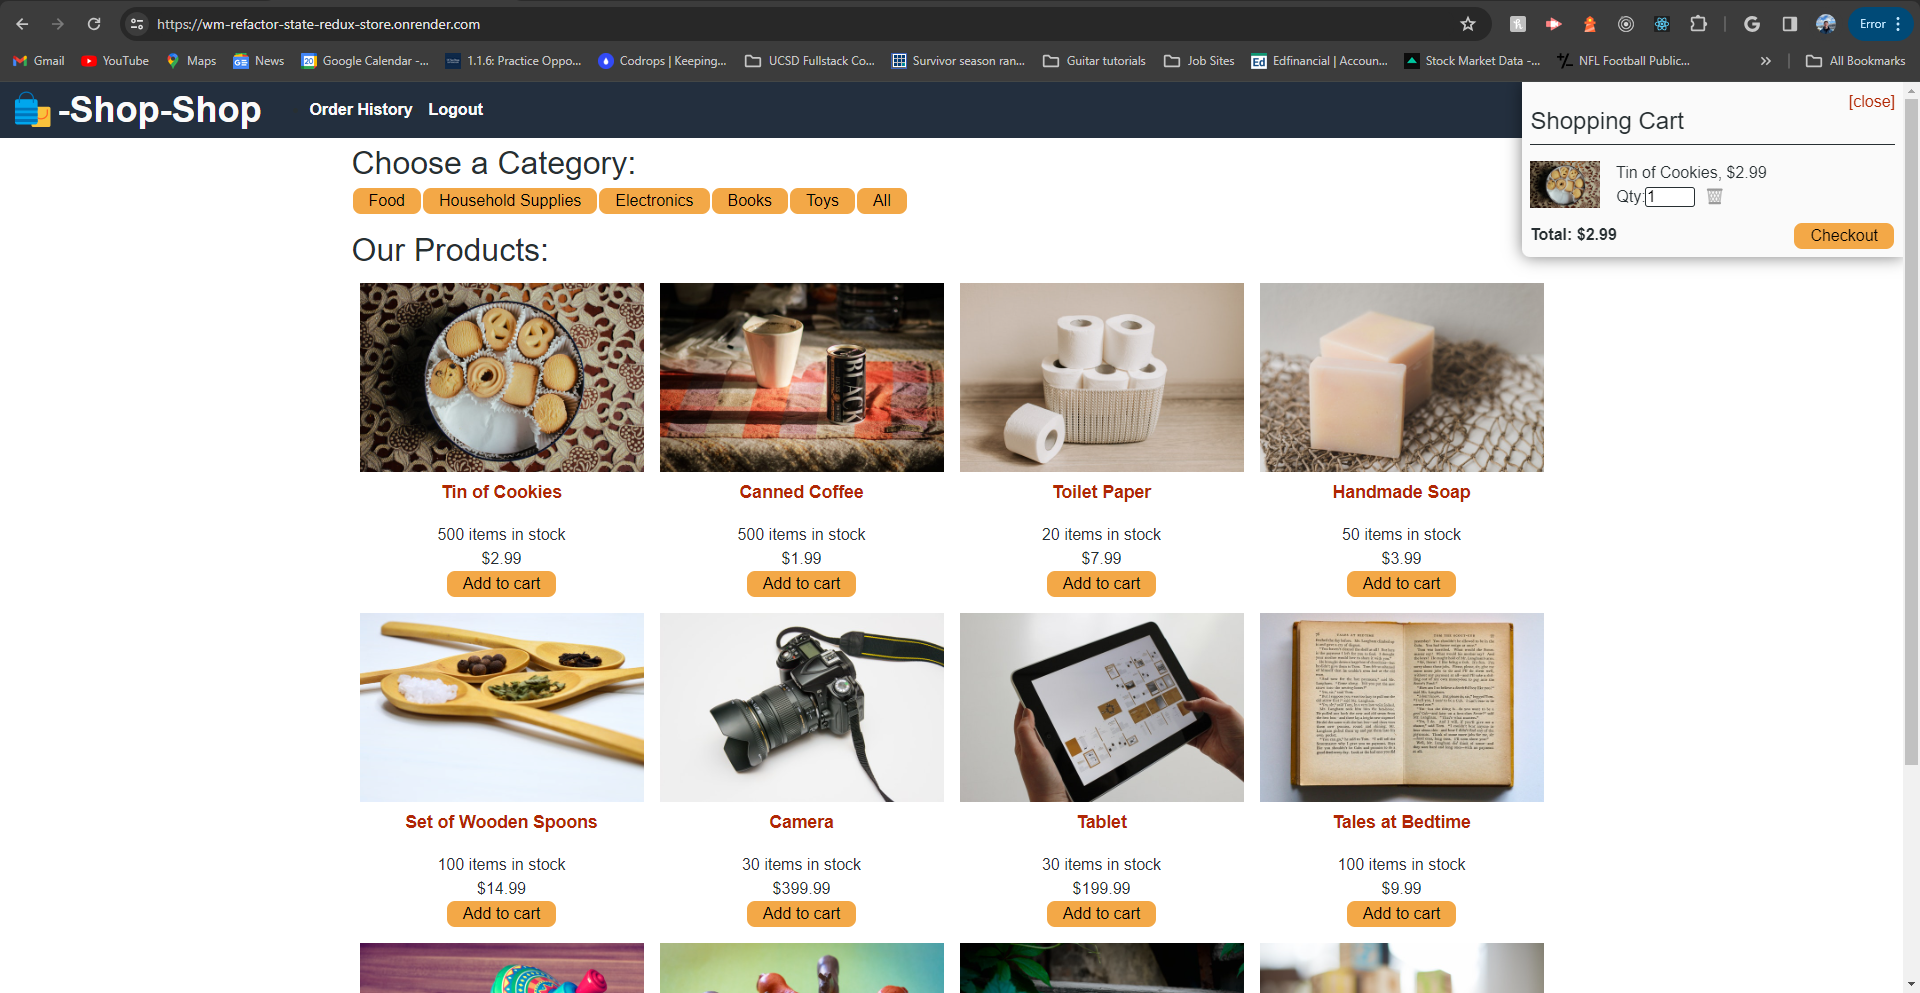 https://wm-refactor-state-redux-store.onrender.com
Error
Gmail
YouTube
Maps
News
Google Calendar -...
1.1.6: Practice Oppo...
Codrops | Keeping...
UCSD Fullstack Co...
Survivor season ran...
Guitar tutorials
Job Sites
Edfinancial | Accoun...
Stock Market Data -...
NFL Football Public...
All Bookmarks
-Shop-Shop
Order History
Logout
[close]
Shopping Cart
Tin of Cookies, $2.99
Qty: 1
Total: $2.99
Checkout
Choose a Category:
Food
Household Supplies
Electronics
Books
Toys
All
Our Products:
BLACK
Tin of Cookies
Canned Coffee
Toilet Paper
Handmade Soap
500 items in stock
500 items in stock
20 items in stock
50 items in stock
$2.99
$1.99
$7.99
$3.99
Add to cart
Add to cart
Add to cart
Add to cart
Set of Wooden Spoons
Camera
Tablet
Tales at Bedtime
100 items in stock
30 items in stock
30 items in stock
100 items in stock
$14.99
$399.99
$199.99
$9.99
Add to cart
Add to cart
Add to cart
Add to cart